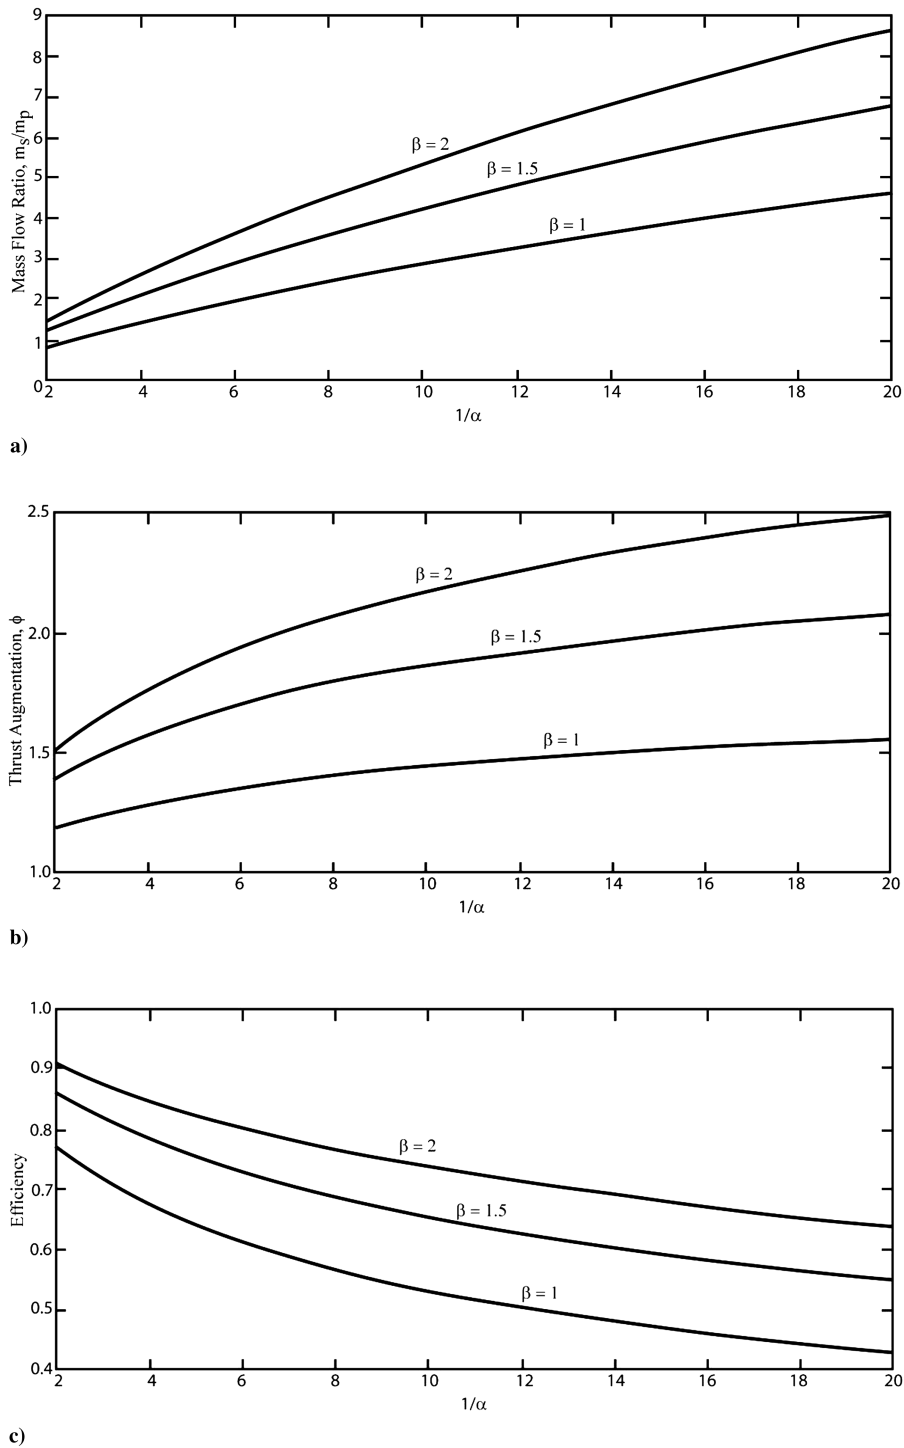 9
8
7
6
5
4
3
2
1
0
Mass Flow Ratio, ms/mp
β = 2
β = 1.5
β = 1
2 4 6 8 10 12 14 16 18 20
1/α
a)
2.5
2.0
1.5
1.0
Thrust Augmentation, ϕ
β = 2
β = 1.5
β = 1
2 4 6 8 10 12 14 16 18 20
1/α
b)
1.0
0.9
0.8
0.7
0.6
0.5
0.4
Efficiency
β = 2
β = 1.5
β = 1
2 4 6 8 10 12 14 16 18 20
1/α
c)